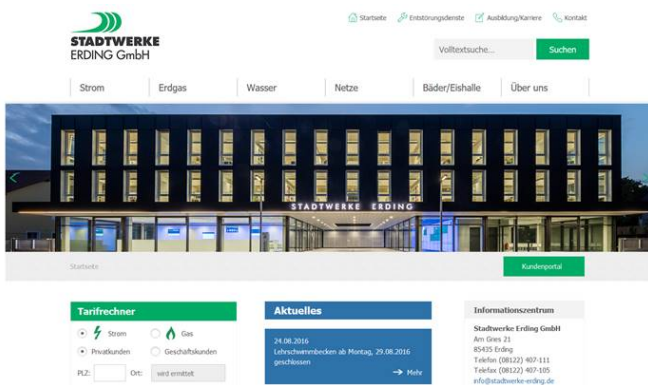 Startseite
Entstörungsdienste
Ausbildung/Karriere
Kontakt
STADTWERKE
ERDING GmbH
Volltextsuche...
Suchen
Strom
Erdgas
Wasser
Netze
Bäder/Eishalle
Über uns
STADTWERKE ERDING
Startseite
Kundenportal
Tarifrechner
Strom
Gas
Privatkunden
Geschäftskunden
PLZ:
Ort:
wird ermittelt
Aktuelles
24.08.2016
Lehrschwimmbecken ab Montag, 29.08.2016
geschlossen
Mehr
Informationszentrum
Stadtwerke Erding GmbH
Am Gries 21
85435 Erding
Telefon (08122) 407-111
Telefax (08122) 407-105
info@stadtwerke-erding.de